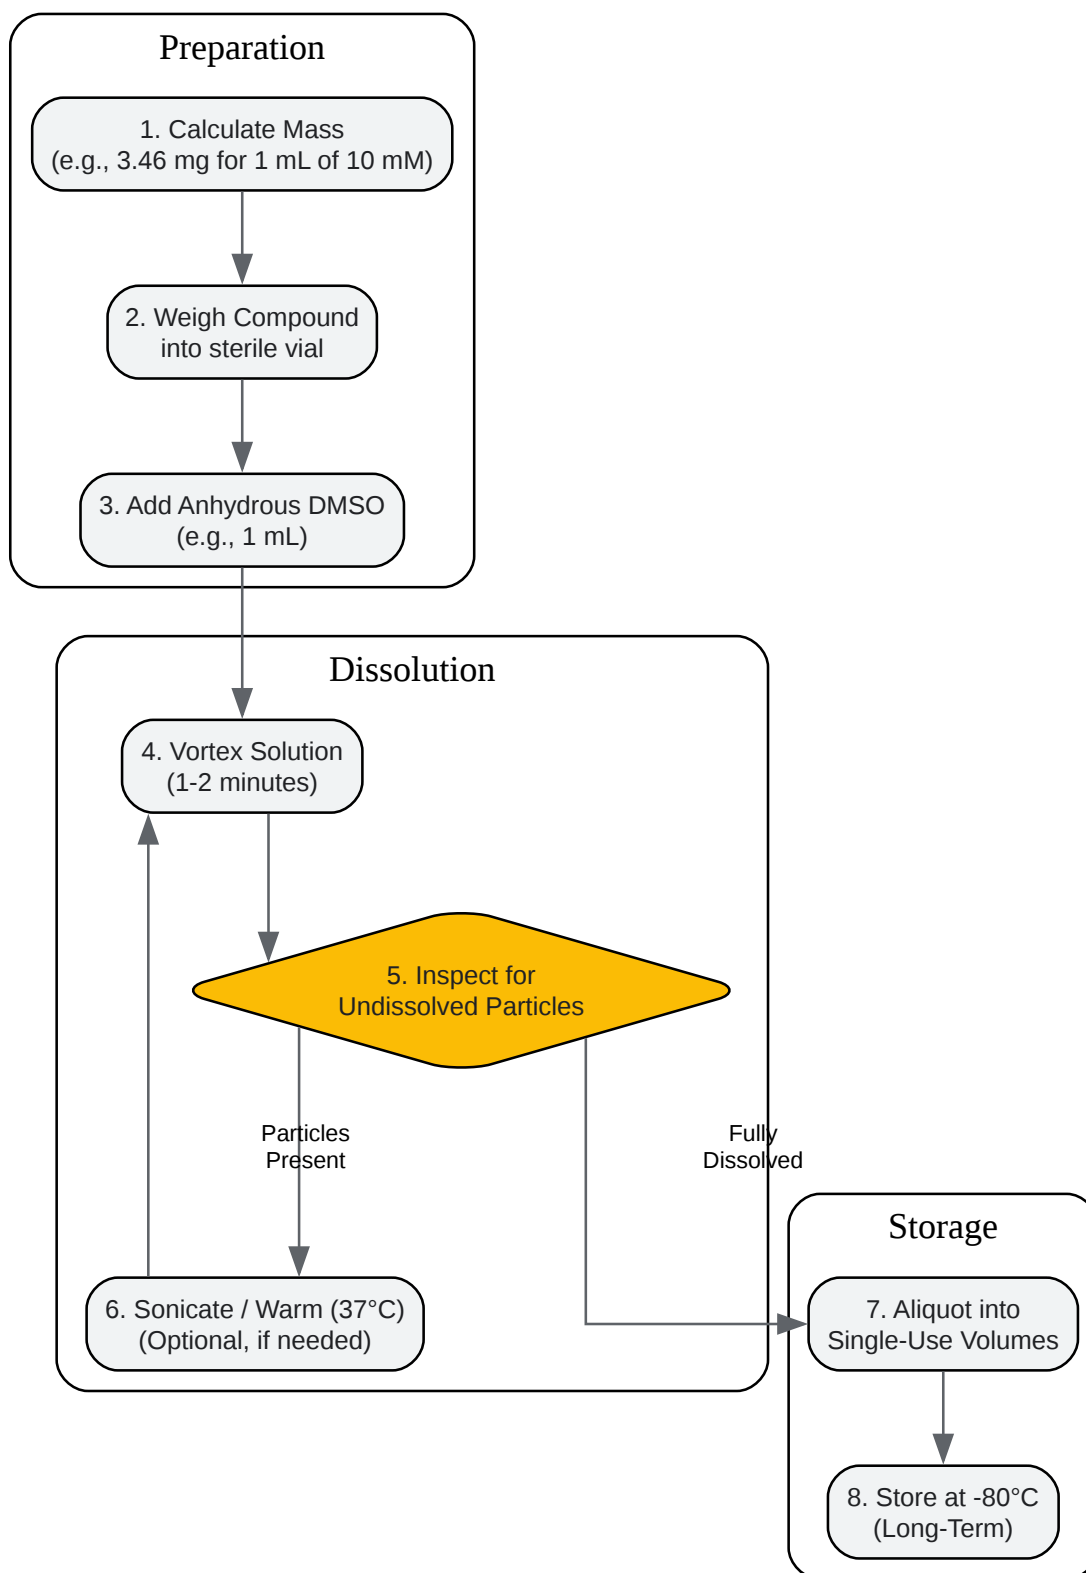 Preparation
1. Calculate Mass
(e.g., 3.46 mg for 1 mL of 10 mM)
2. Weigh Compound
into sterile vial
3. Add Anhydrous DMSO
(e.g., 1 mL)
Dissolution
4. Vortex Solution
(1-2 minutes)
5. Inspect for
Undissolved Particles
Particles
Present
Fully
Dissolved
6. Sonicate / Warm (37°C)
(Optional, if needed)
Storage
7. Aliquot into
Single-Use Volumes
8. Store at -80°C
(Long-Term)